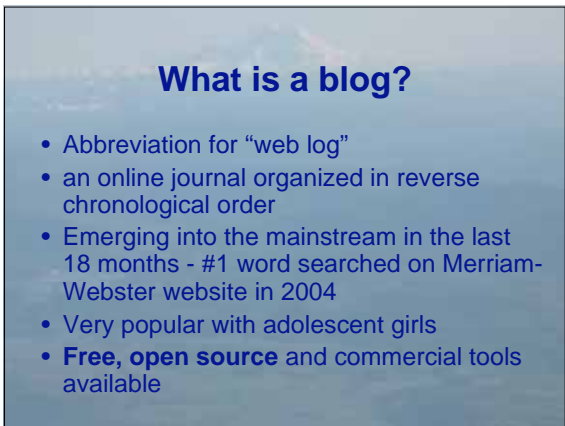 What is a blog?
• Abbreviation for “web log”
• an online journal organized in reverse
chronological order
• Emerging into the mainstream in the last
18 months - #1 word searched on Merriam-
Webster website in 2004
• Very popular with adolescent girls
• Free, open source and commercial tools
available